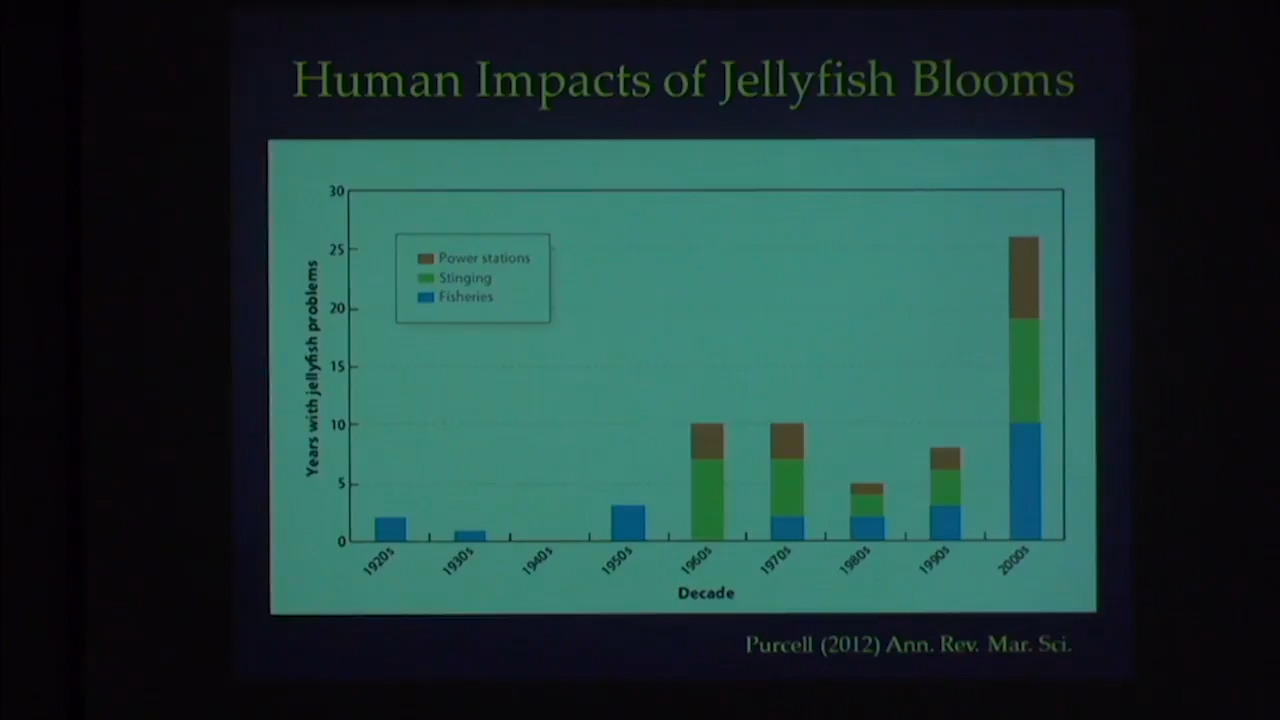 Human Impacts of Jellyfish Blooms
30
25
20
15
10
5
0
Years with jellyfish problems
Power stations
Stinging
Fisheries
1920s
1930s
1940s
1950s
1960s
1970s
1980s
1990s
2000s
Decade
Purcell (2012) Ann. Rev. Mar. Sci.